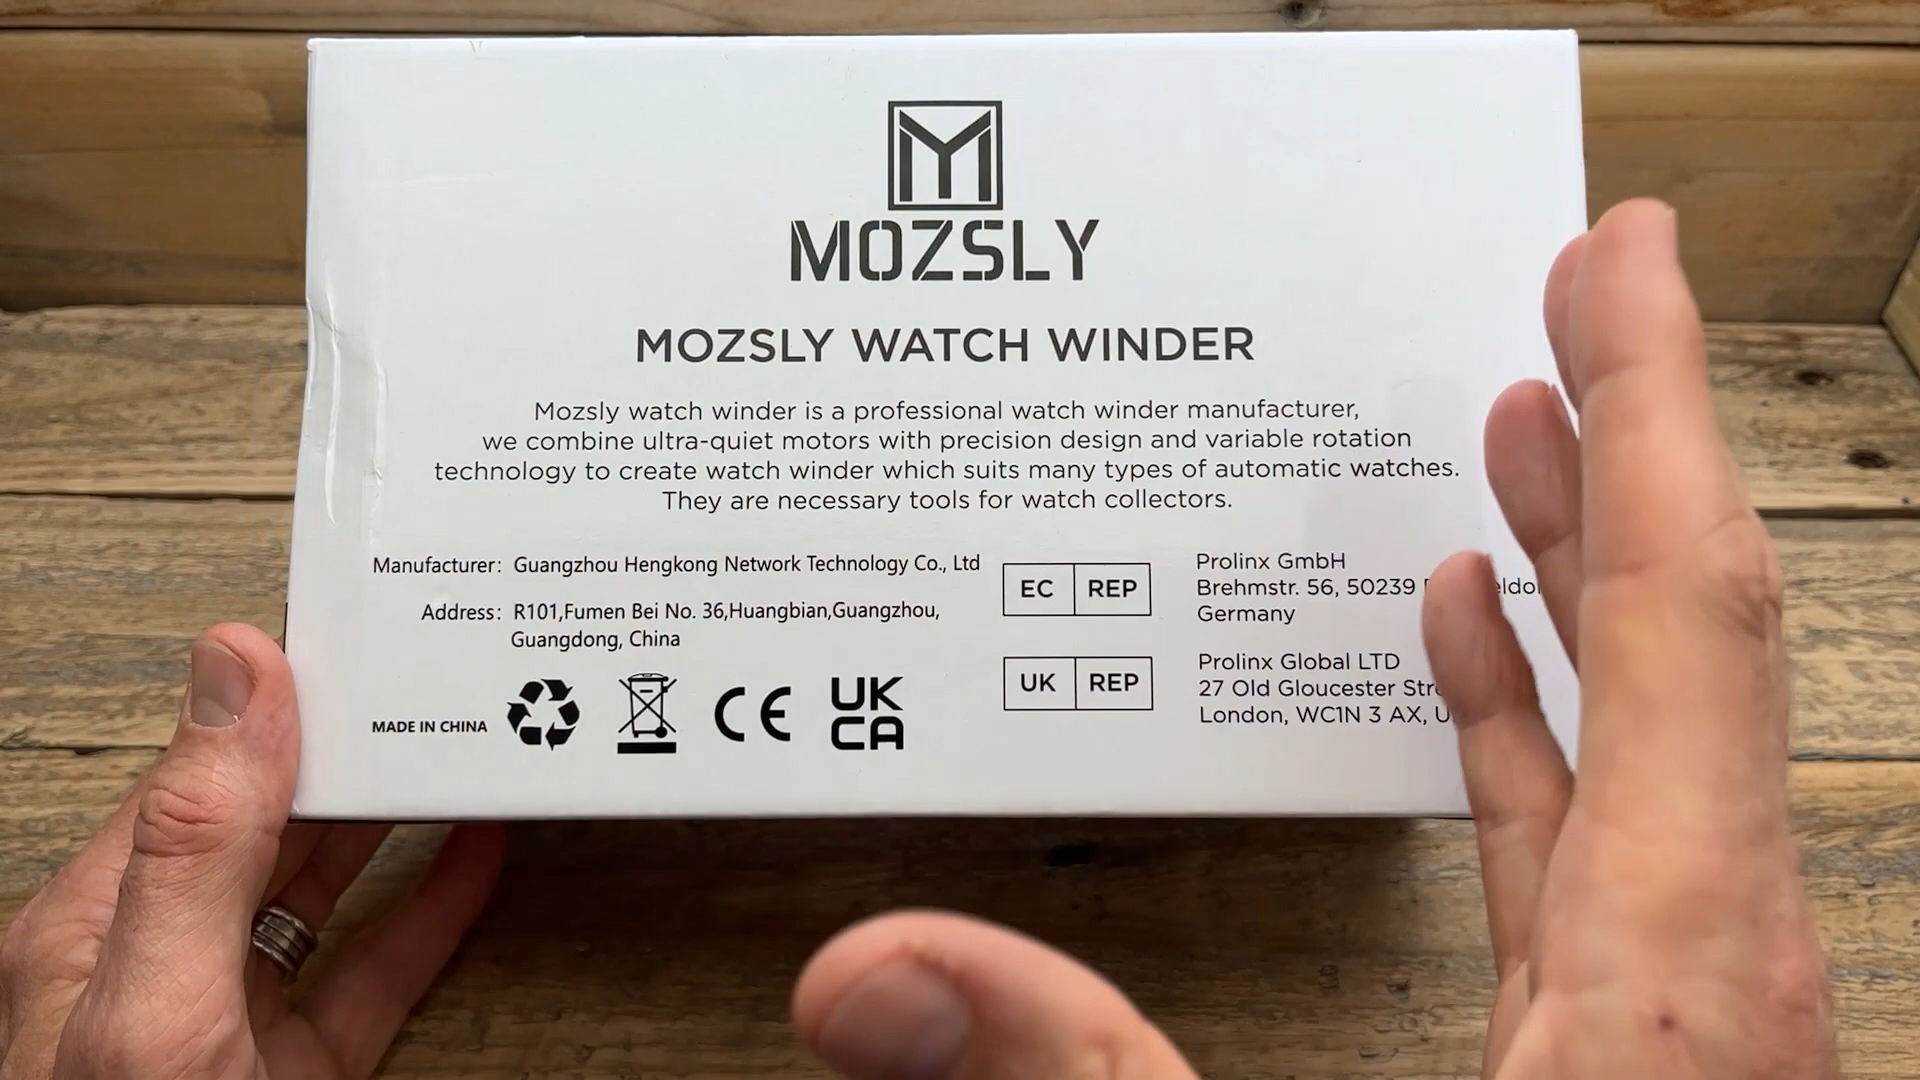 MOZSLY
MOZSLY WATCH WINDER
Mozsly watch winder is a professional watch winder manufacturer,
we combine ultra-quiet motors with precision design and variable rotation
technology to create watch winder which suits many types of automatic watches.
They are necessary tools for watch collectors.
Manufacturer: Guangzhou Hengkong Network Technology Co., Ltd
Address: R101,Fumen Bei No. 36,Huangbian,Guangzhou,
Guangdong, China
MADE IN CHINA
CE
UK
CA
EC REP
Prolinx GmbH
Brehmstr. 56, 50239
Germany
UK REP
Prolinx Global LTD
27 Old Gloucester
London, WC1N 3 AX,